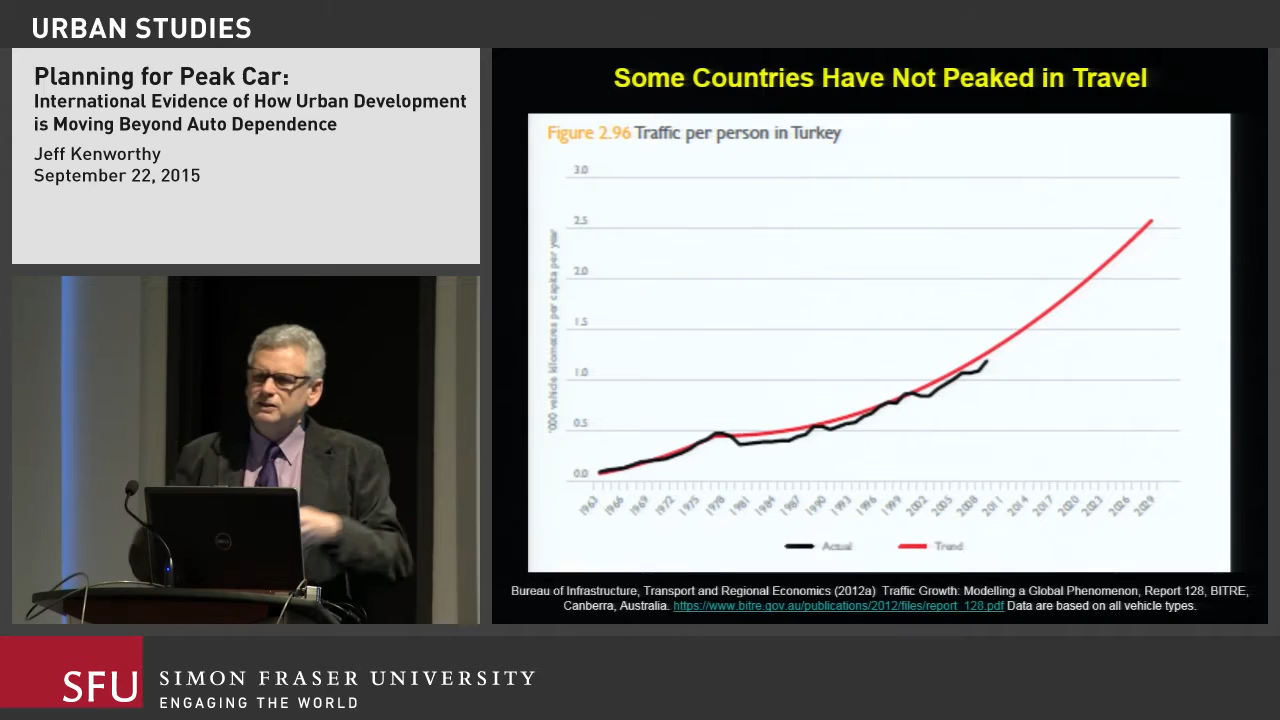 URBAN STUDIES
Planning for Peak Car:
International Evidence of How Urban Development
is Moving Beyond Auto Dependence
Jeff Kenworthy
September 22, 2015
Some Countries Have Not Peaked in Travel
Figure 2.96 Traffic per person in Turkey
'000 vehicle kilometres per capita per year
3.0
2.5
2.0
1.5
1.0
0.5
0.0
1963 1966 1969 1972 1975 1978 1981 1984 1987 1990 1993 1996 1999 2002 2005 2008 2011 2014 2017 2020 2023 2026 2029
Actual Trend
Bureau of Infrastructure, Transport and Regional Economics (2012a) Traffic Growth: Modelling a Global Phenomenon, Report 128, BITRE,
Canberra, Australia. https://www.bitre.gov.au/publications/2012/files/report_128.pdf Data are based on all vehicle types.
DELL
SFU SIMON FRASER UNIVERSITY
ENGAGING THE WORLD